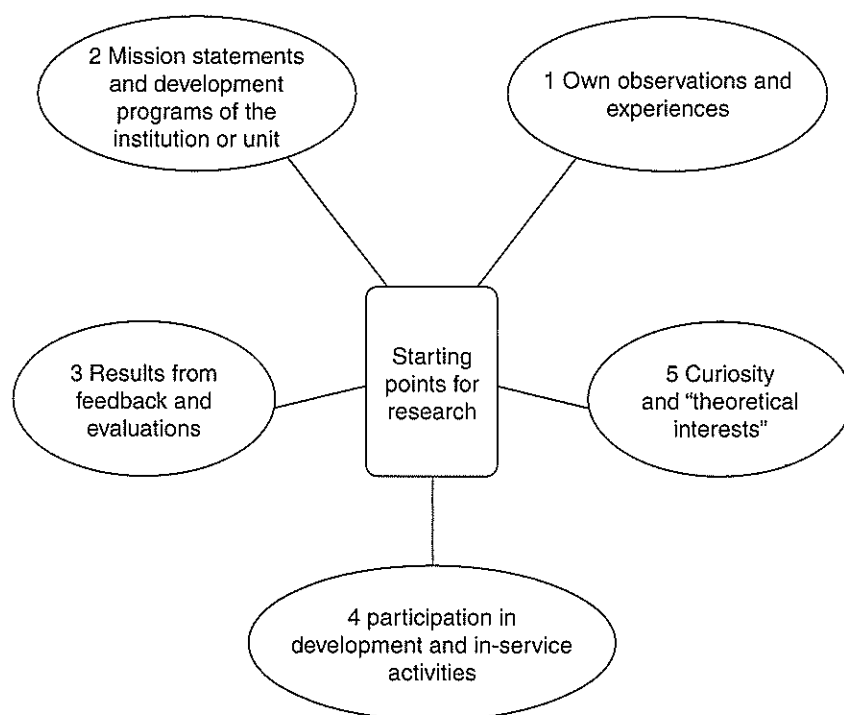 2 Mission statements
and development
programs of the
institution or unit
1 Own observations and
experiences
Starting
points for
research
3 Results from
feedback and
evaluations
5 Curiosity
and “theoretical
interests”
4 participation in
development and in-service
activities